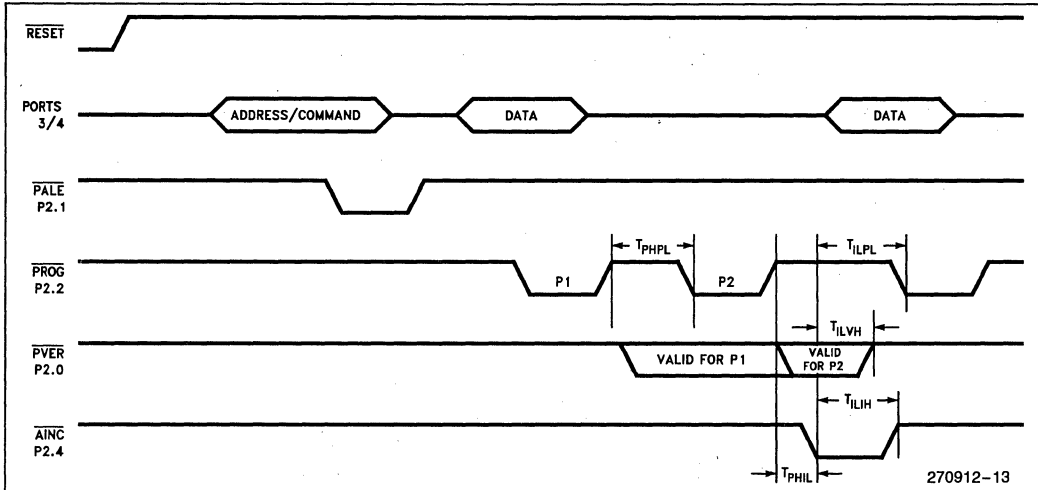 RESET
PORTS
3/4
ADDRESS/COMMAND
DATA
DATA
PALE
P2.1
PROG
P2.2
P1
TPHPL
P2
TILPL
PVER
P2.0
VALID FOR P1
VALID
FOR P2
TILVH
AINC
P2.4
TILIH
TPHIL
270912-13